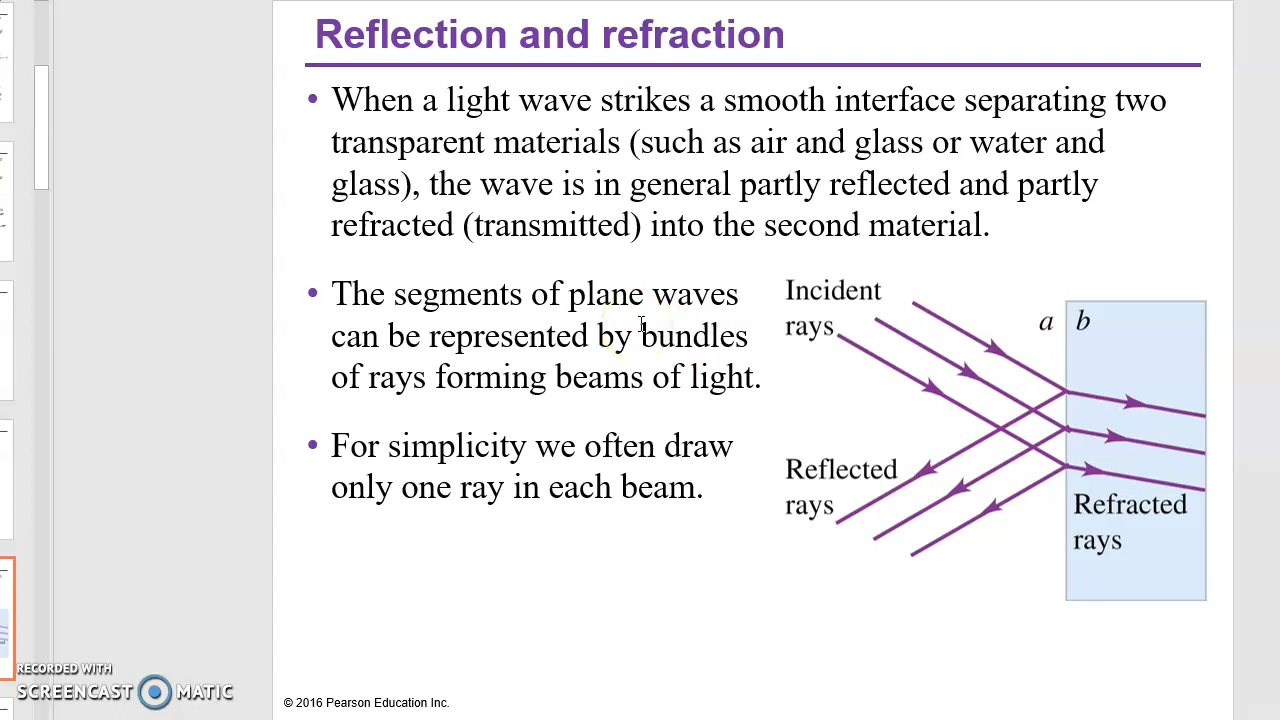 Reflection and refraction
• When a light wave strikes a smooth interface separating two
transparent materials (such as air and glass or water and
glass), the wave is in general partly reflected and partly
refracted (transmitted) into the second material.
• The segments of plane waves
can be represented by bundles
of rays forming beams of light.
• For simplicity we often draw
only one ray in each beam.
Incident
rays
a b
Reflected
rays
Refracted
rays
RECORDED WITH
SCREENCAST MATIC
© 2016 Pearson Education Inc.